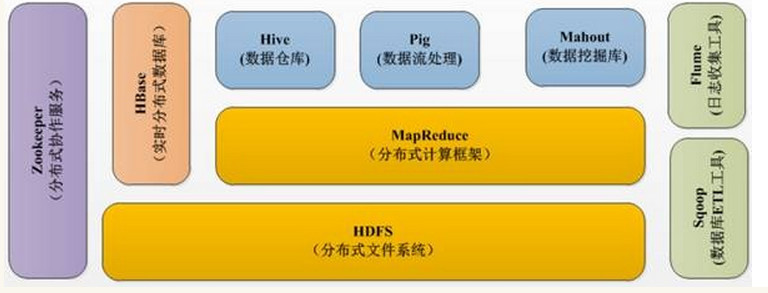 Zookeeper
(分布式协作服务)
HBase
(实时分布式数据库)
Hive
(数据仓库)
Pig
(数据流处理)
Mahout
(数据挖掘库)
Flume
(日志收集工具)
MapReduce
(分布式计算框架)
Sqoop
(数据库ETL工具)
HDFS
(分布式文件系统)